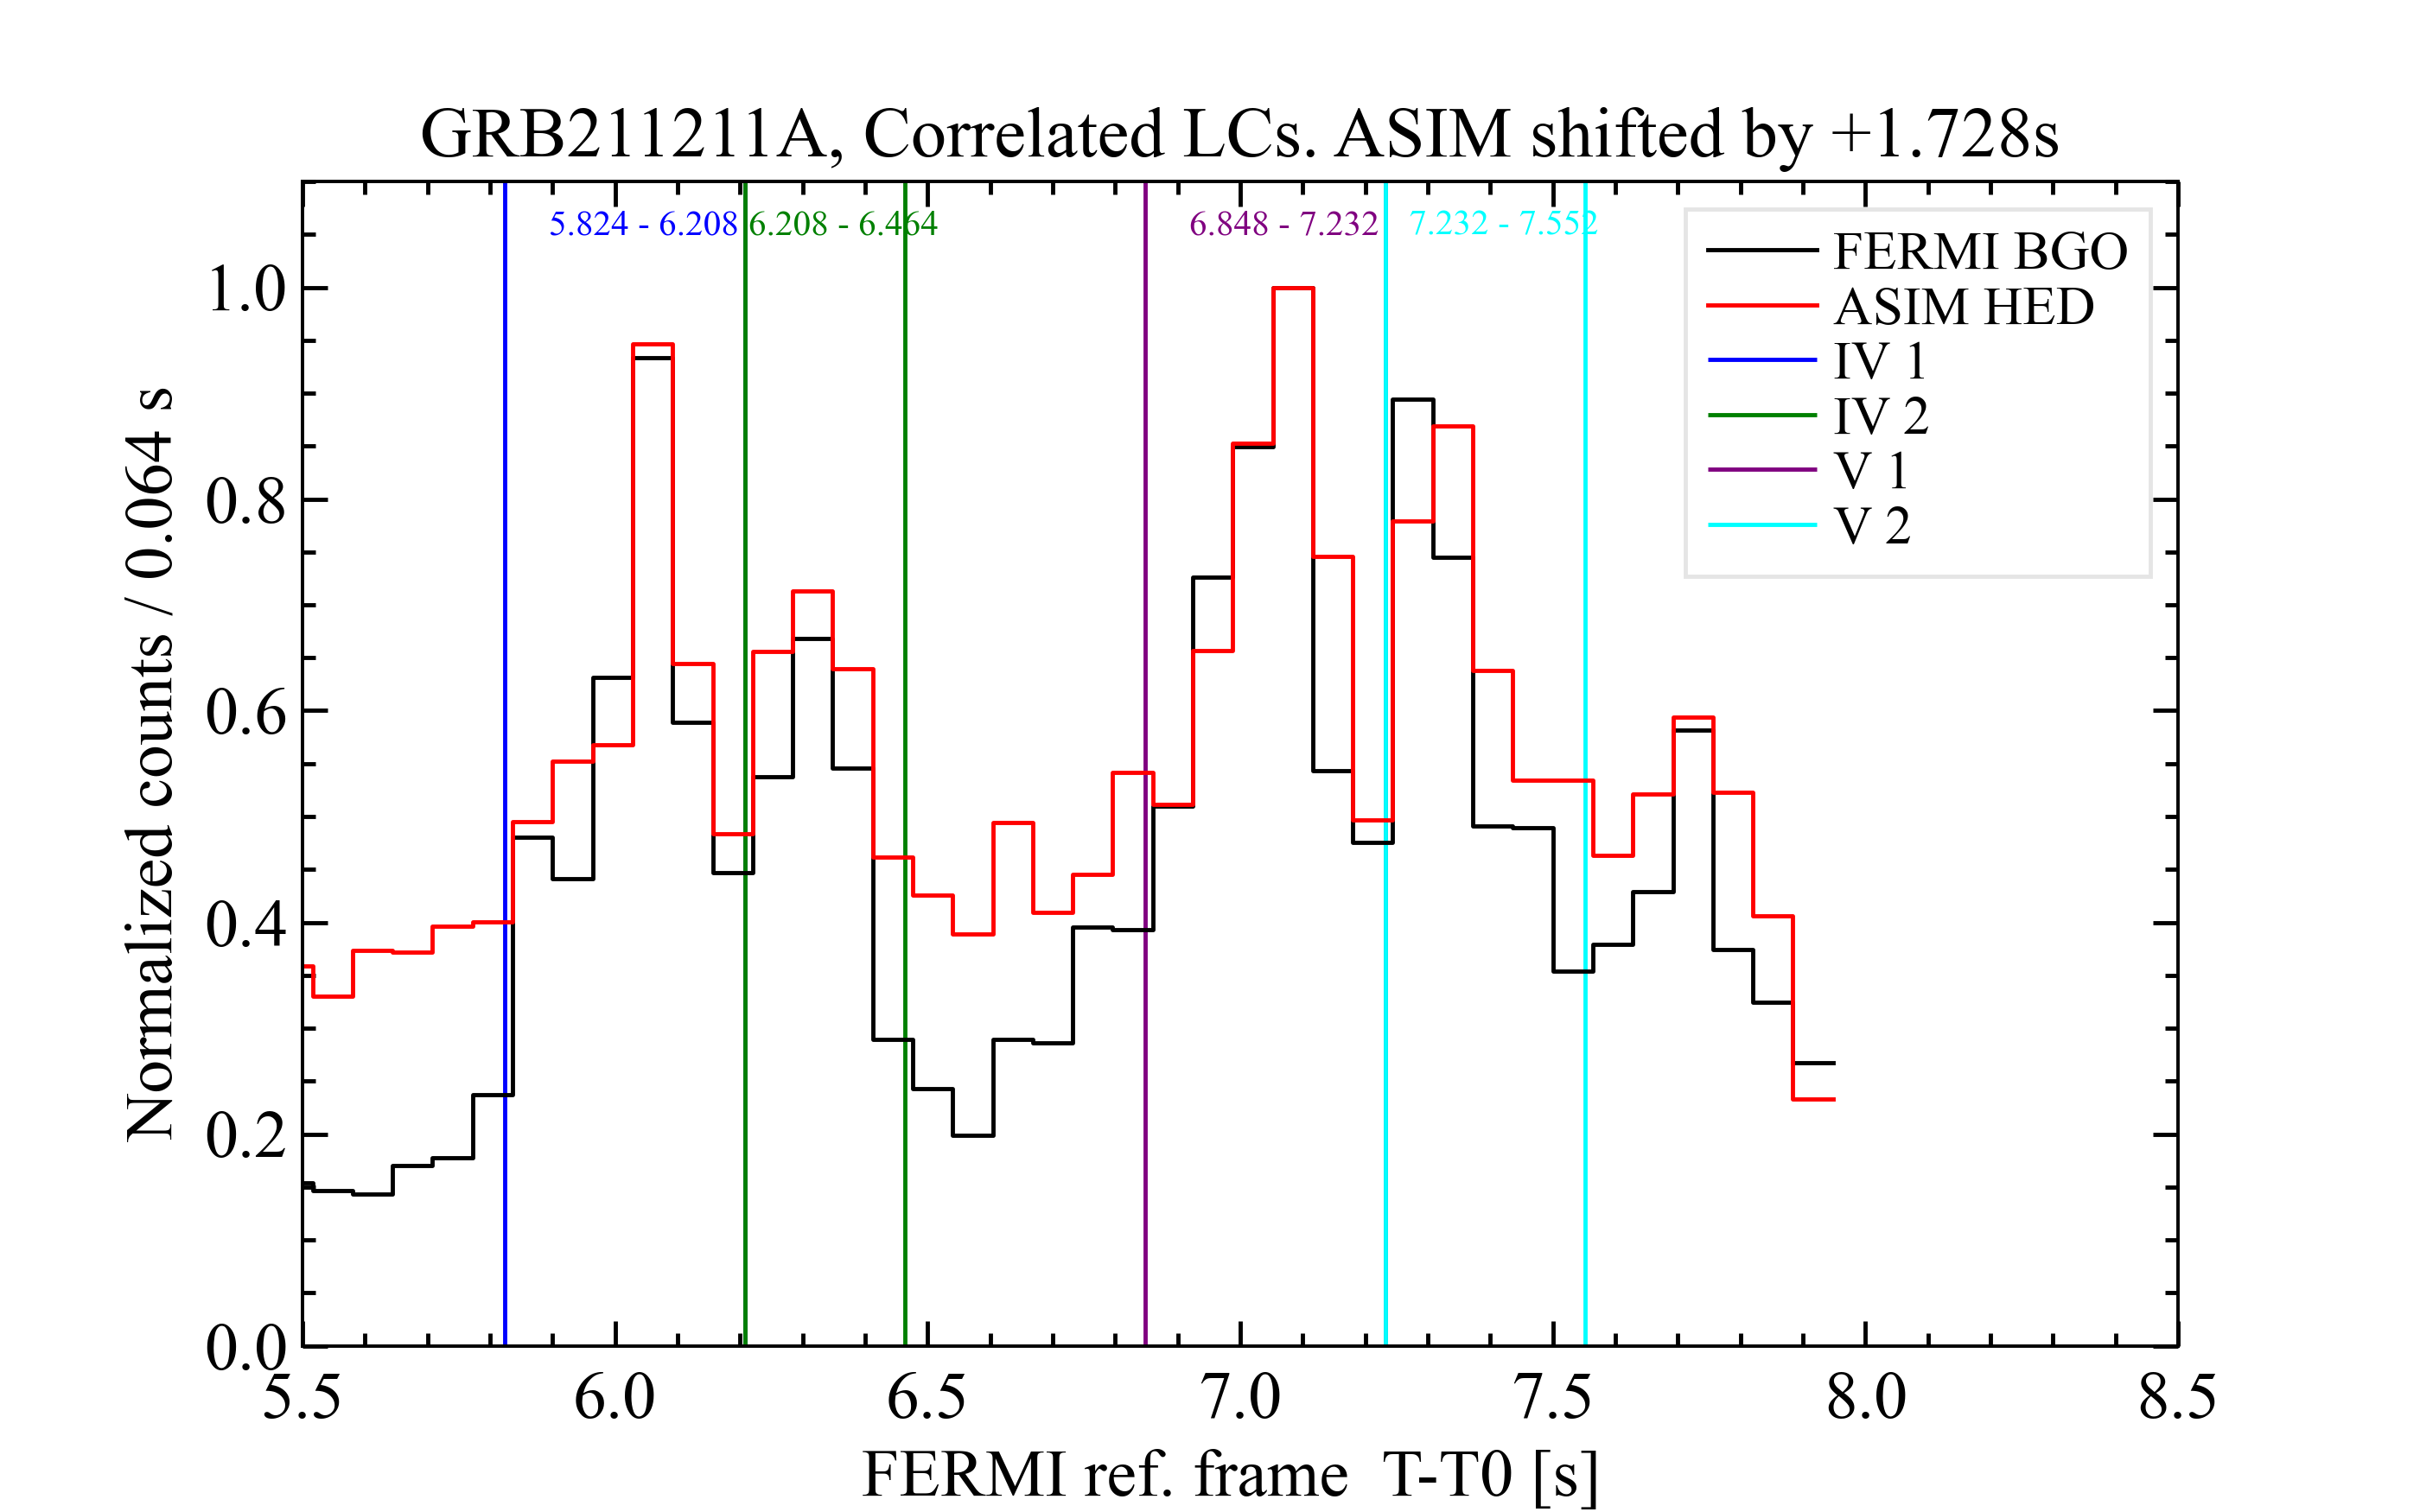 GRB211211A, Correlated LCs. ASIM shifted by +1.728s
5.824 - 6.208
6.208 - 6.464
6.848 - 7.232
7.232 - 7.552
FERMI BGO
ASIM HED
IV 1
IV 2
V 1
V 2
Normalized counts / 0.064 s
1.0
0.8
0.6
0.4
0.2
0.0
5.5 6.0 6.5 7.0 7.5 8.0 8.5
FERMI ref. frame T-T0 [s]